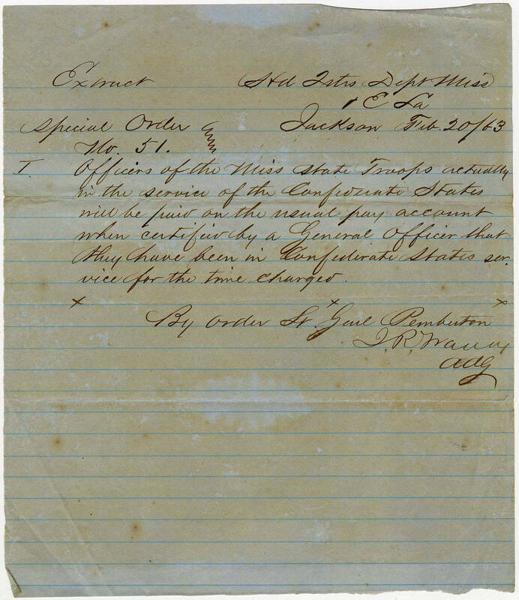 Extract Hd Qtrs Dept Miss
& E La
Special Order Jackson Feb 20/63
No. 51.
I. Officers of the Miss State Troops actually
in the service of the Confederate States
will be paid on the usual pay account
when certified by a General Officer that
they have been in Confederate States ser-
vice for the time charged.
x x x
By order Lt Genl Pemberton
J. R. Waddy
AAG